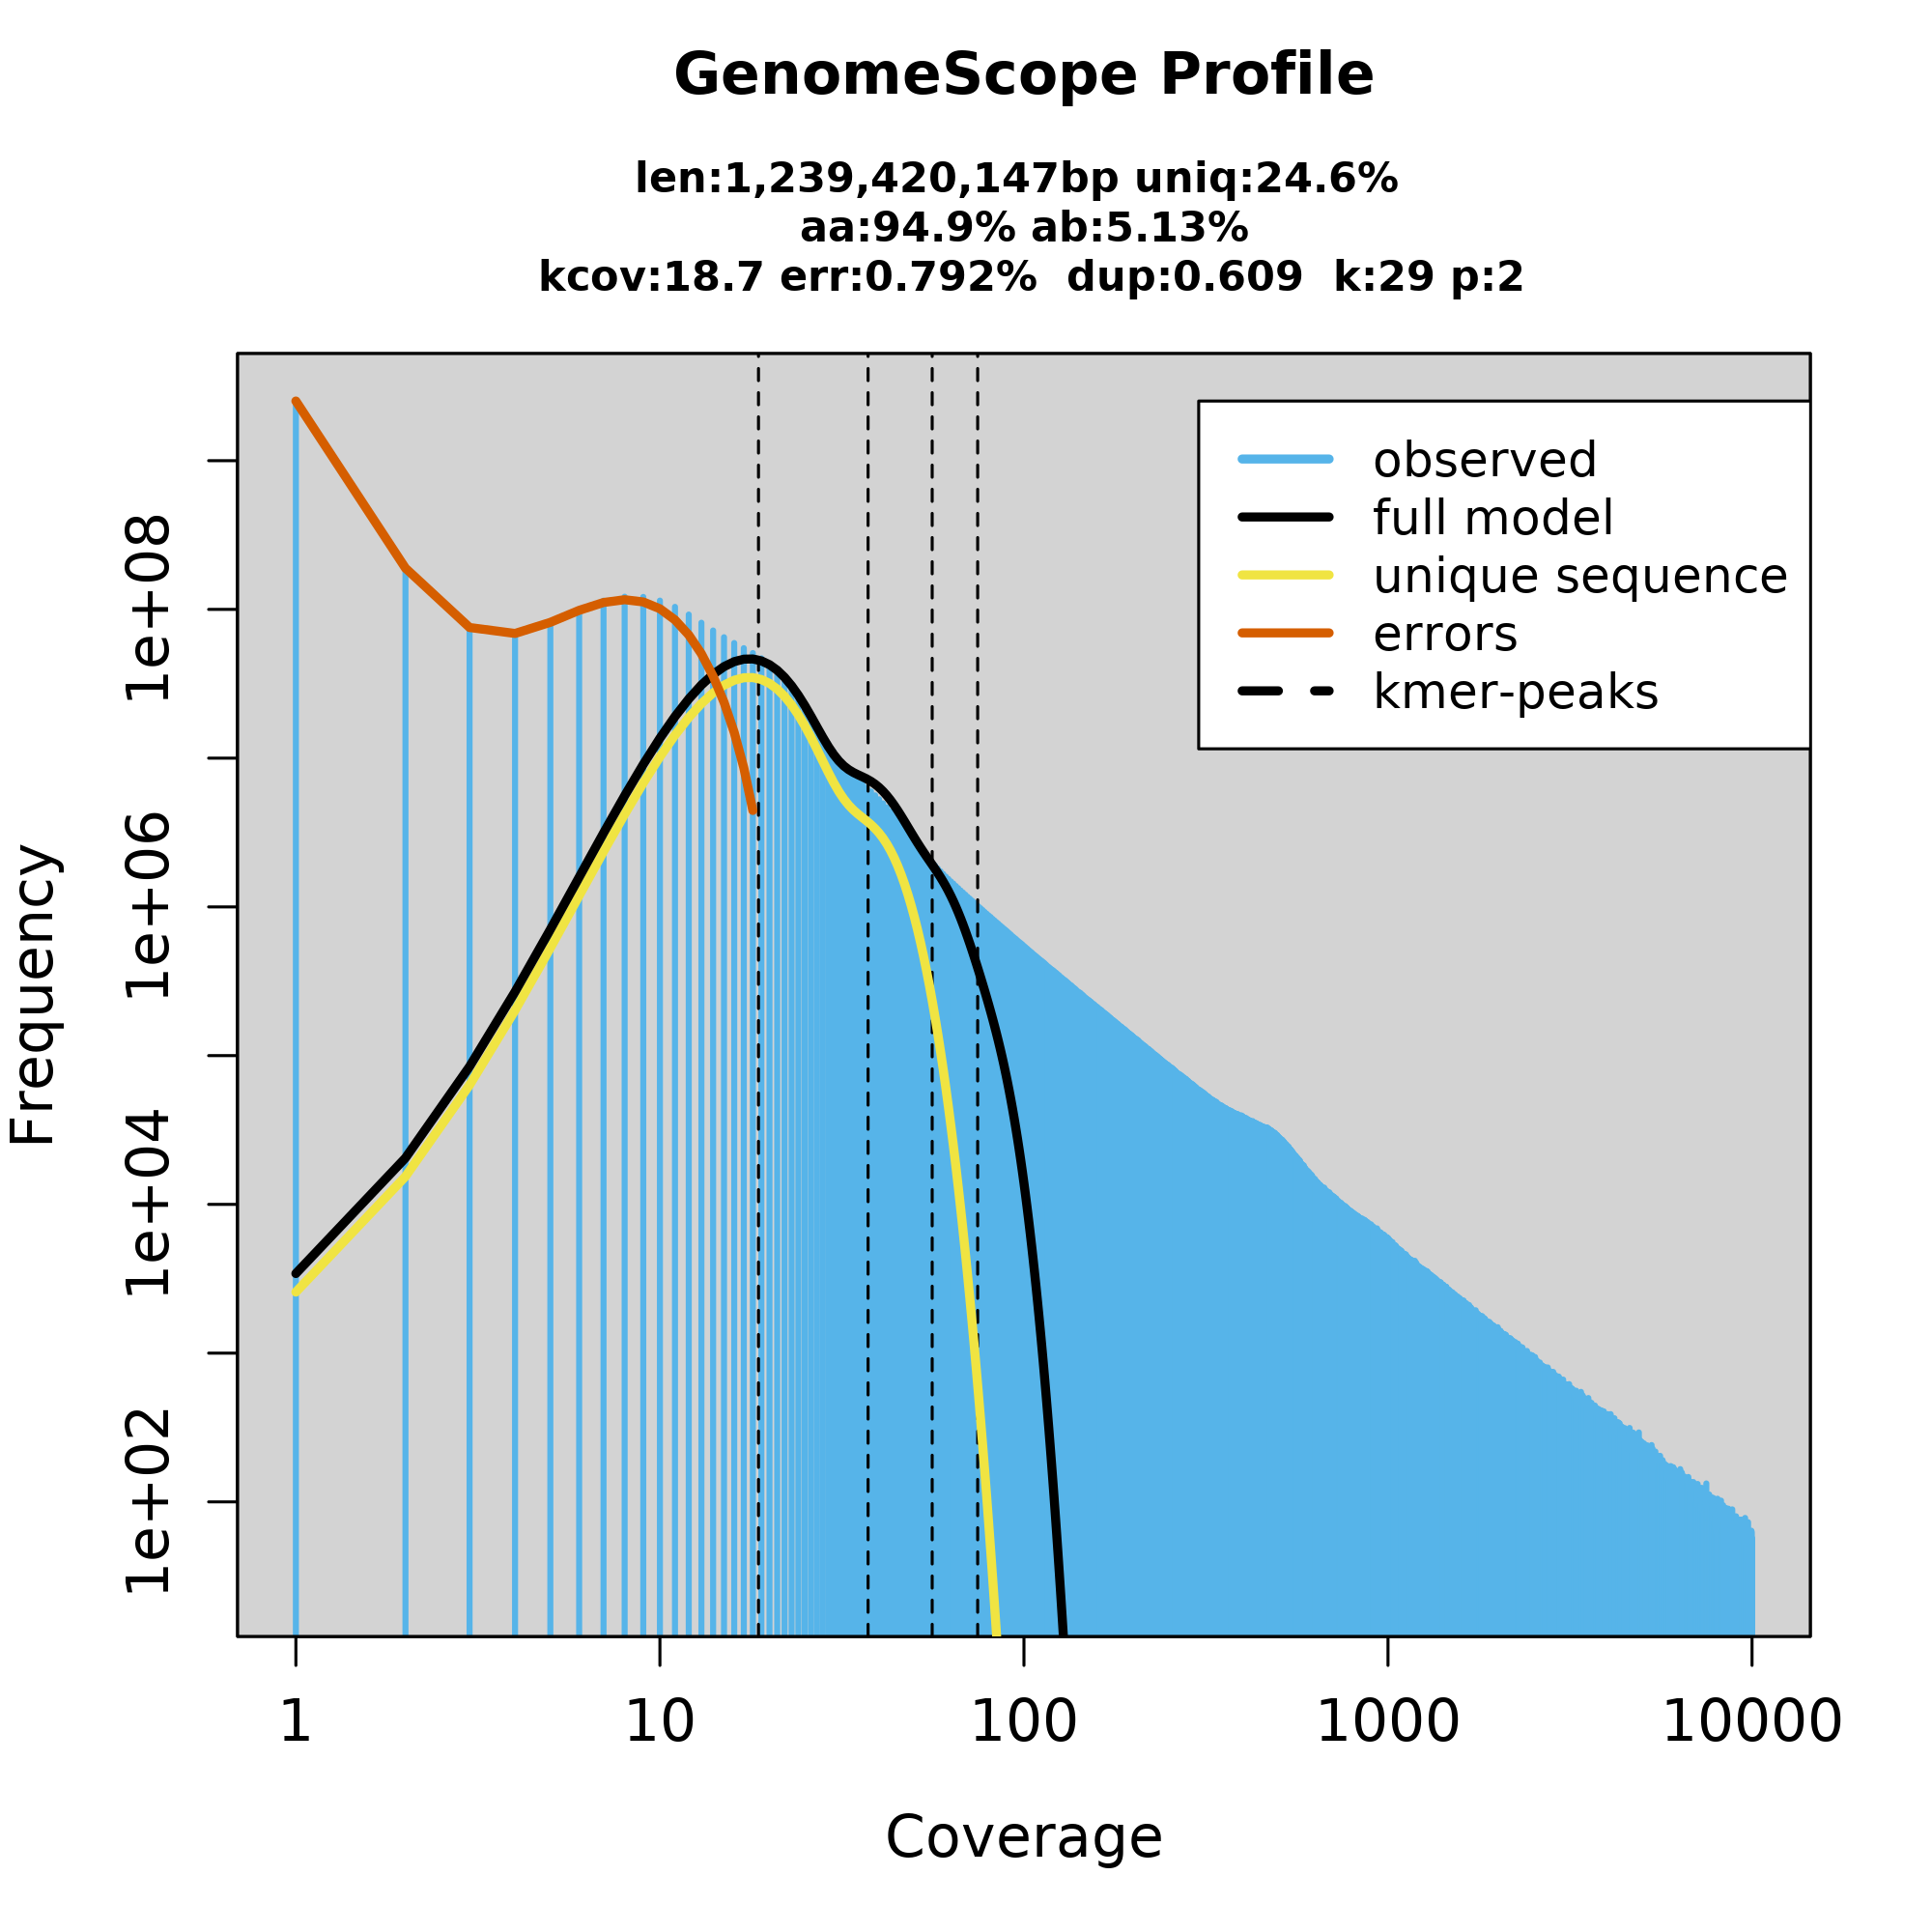 GenomeScope Profile
len:1,239,420,147bp uniq:24.6%
aa:94.9% ab:5.13%
kcov:18.7 err:0.792%  dup:0.609  k:29 p:2
observed
full model
unique sequence
errors
kmer-peaks
Frequency
1e+08
1e+06
1e+04
1e+02
1 10 100 1000 10000
Coverage